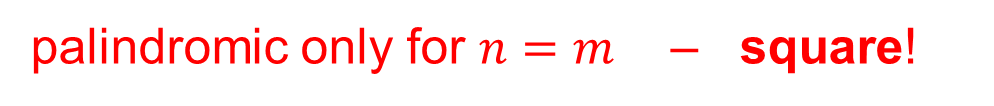 palindromic only for n = m – square!